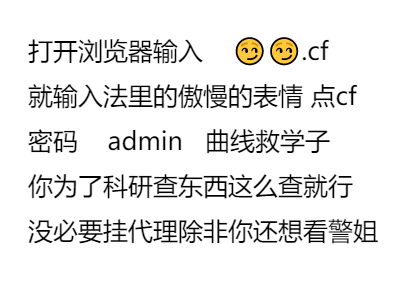 打开浏览器输入 😏😏.cf
就输入法里的傲慢的表情 点cf
密码 admin 曲线救学子
你为了科研查东西这么查就行
没必要挂代理除非你还想看警姐